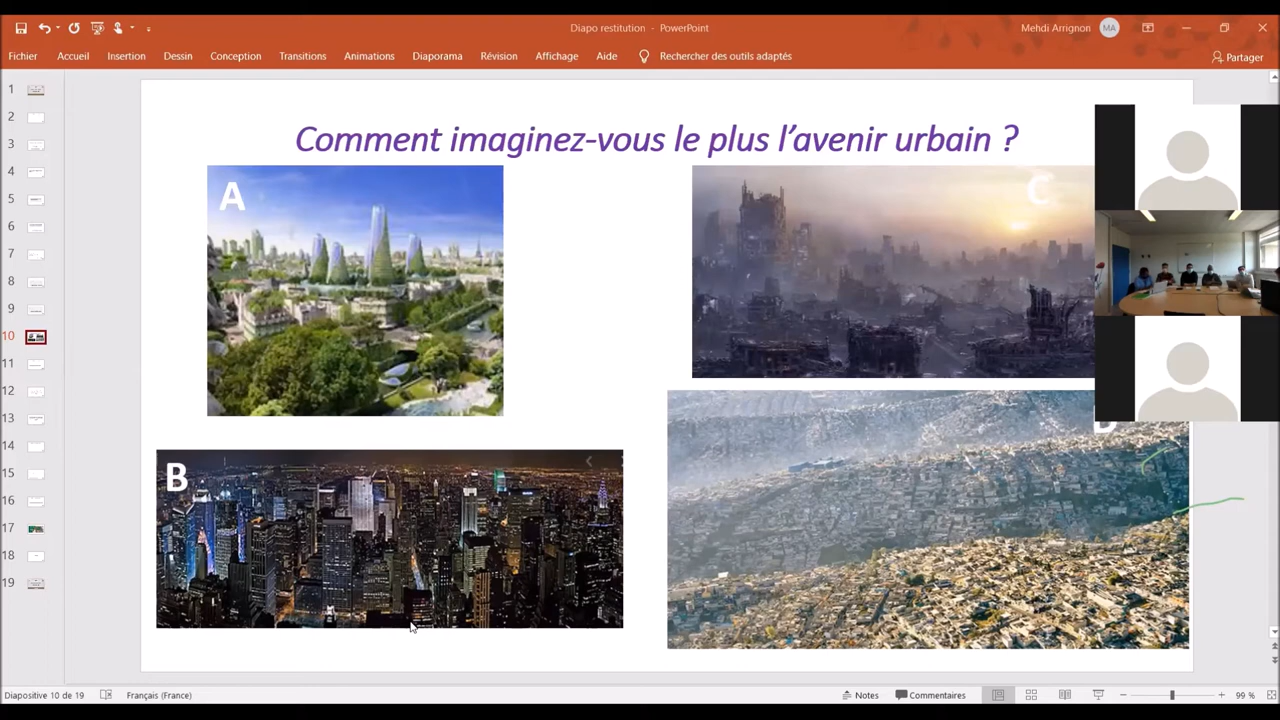 Diapo restitution - PowerPoint
Mehdi Arrignon
MA
Fichier
Accueil
Insertion
Dessin
Conception
Transitions
Animations
Diaporama
Révision
Affichage
Aide
Rechercher des outils adaptés
Partager
1
2
3
4
5
6
7
8
9
10
11
12
13
14
15
16
17
18
19
Comment imaginez-vous le plus l’avenir urbain ?
A
C
B
Diapositive 10 de 19
Français (France)
Notes
Commentaires
99 %